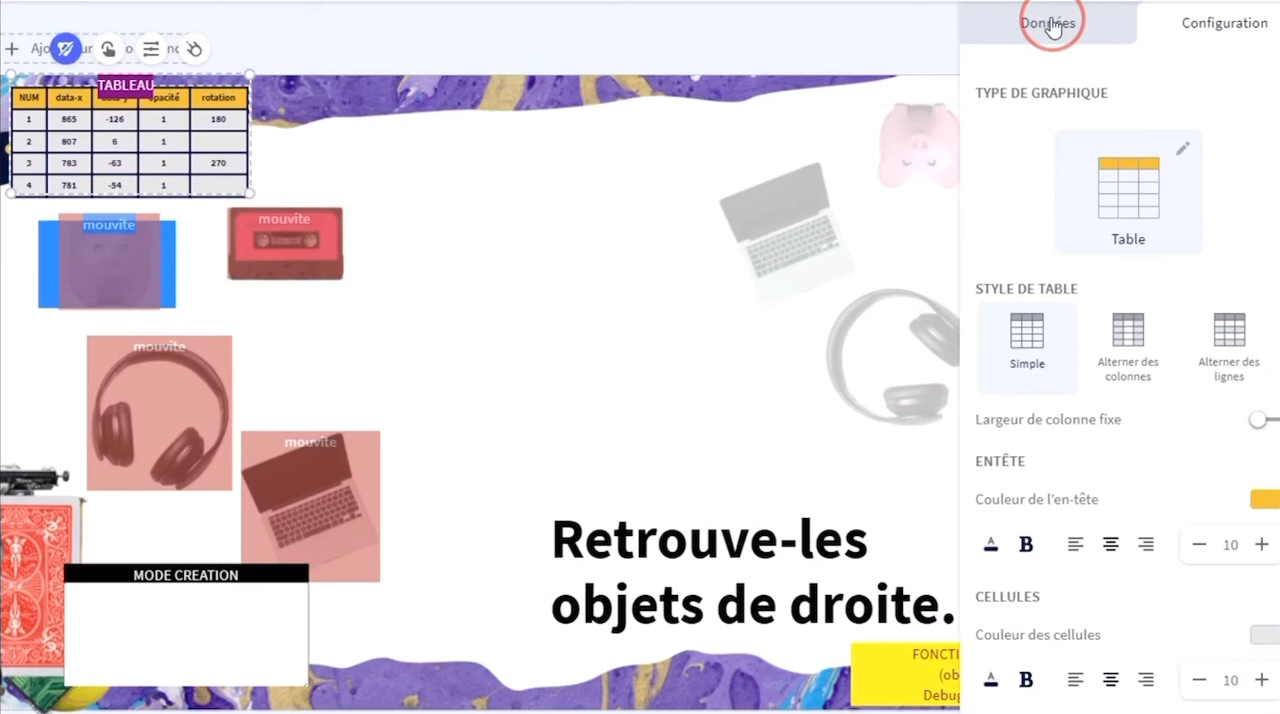 Données
Configuration
TABLEAU
NUM data-x opacité rotation
1 865 -126 1 180
2 807 6 1
3 783 -63 1 270
4 781 -54 1
TYPE DE GRAPHIQUE
Table
STYLE DE TABLE
Simple
Alterner des
colonnes
Alterner des
lignes
Largeur de colonne fixe
ENTÊTE
Couleur de l'en-tête
A B 10
CELLULES
Couleur des cellules
A B 10
mouvite
mouvite
mouvite
mouvite
MODE CREATION
Retrouve-les
objets de droite.
FONCTI
(ob
Debug